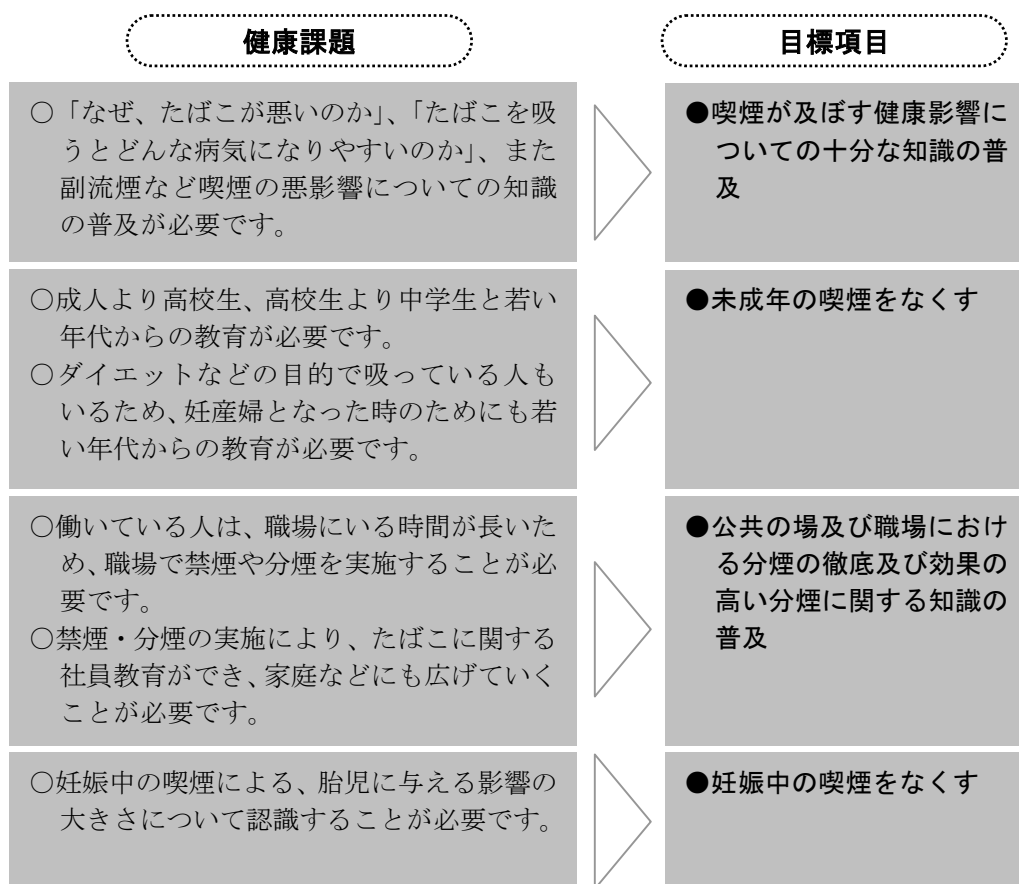 健康課題
目標項目
○「なぜ、たばこが悪いのか」、「たばこを吸
うとどんな病気になりやすいのか」、また
副流煙など喫煙の悪影響についての知識
の普及が必要です。
●喫煙が及ぼす健康影響に
ついての十分な知識の普
及
○成人より高校生、高校生より中学生と若い
年代からの教育が必要です。
○ダイエットなどの目的で吸っている人も
いるため、妊産婦となった時のためにも若
い年代からの教育が必要です。
●未成年の喫煙をなくす
○働いている人は、職場にいる時間が長いた
め、職場で禁煙や分煙を実施することが必
要です。
○禁煙・分煙の実施により、たばこに関する
社員教育ができ、家庭などにも広げていく
ことが必要です。
●公共の場及び職場におけ
る分煙の徹底及び効果の
高い分煙に関する知識の
普及
○妊娠中の喫煙による、胎児に与える影響の
大きさについて認識することが必要です。
●妊娠中の喫煙をなくす